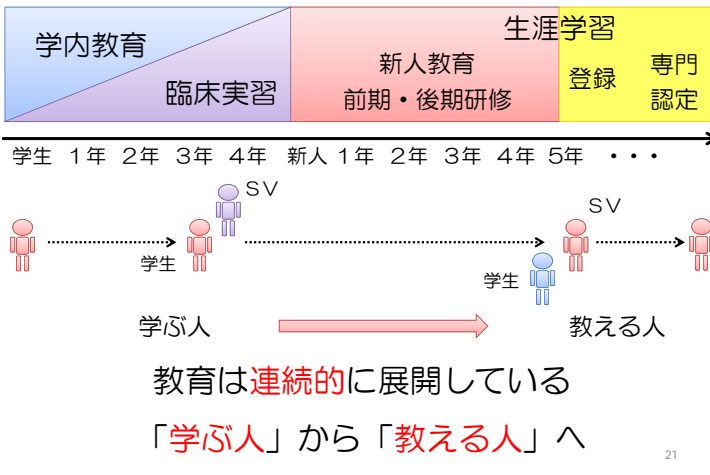 学内教育
臨床実習
生涯学習
新人教育
前期・後期研修
登録
専門
認定
学生 1年 2年 3年 4年 新人 1年 2年 3年 4年 5年 ・・・
SV
学生
SV
学生
学ぶ人
教える人
教育は連続的に展開している
「学ぶ人」から「教える人」へ
21